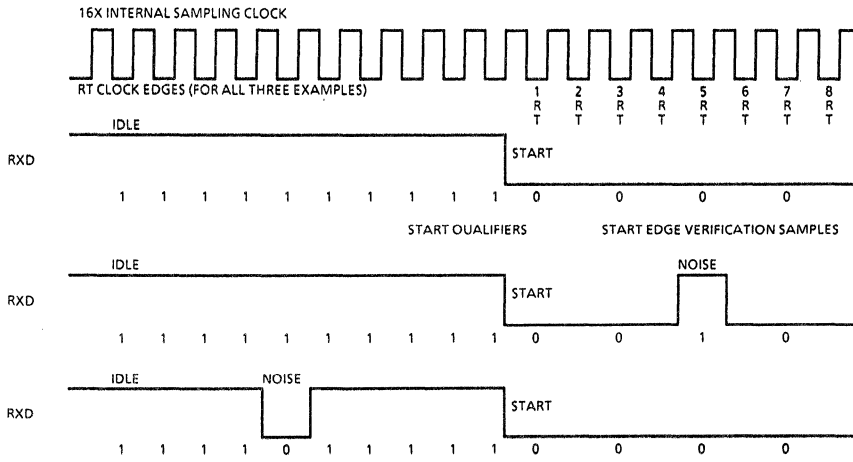 16X INTERNAL SAMPLING CLOCK
RT CLOCK EDGES (FOR ALL THREE EXAMPLES)
1 2 3 4 5 6 7 8
R R R R R R R R
T T T T T T T T
IDLE
RXD START
1 1 1 1 1 1 1 1 1 1 0 0 0 0
START QUALIFIERS START EDGE VERIFICATION SAMPLES
IDLE NOISE
RXD START
1 1 1 1 1 1 1 1 1 1 0 0 1 0
IDLE NOISE
RXD START
1 1 1 1 0 1 1 1 1 1 0 0 0 0